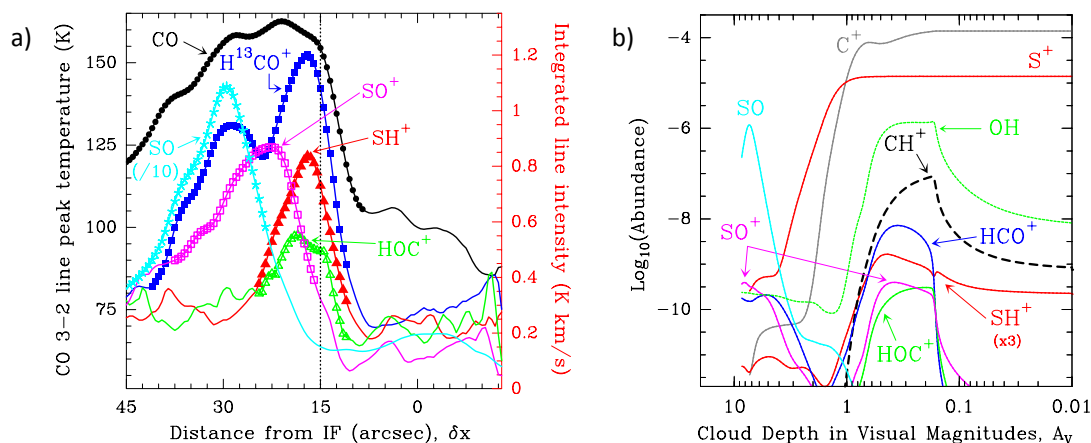 a)
CO 3−2 line peak temperature (K)
150
125
100
75
CO
H¹³CO⁺
SO⁺
SH⁺
SO
(/10)
HOC⁺
45
30
15
0
Distance from IF (arcsec), δx
1.2
1
0.8
0.6
0.4
0.2
0
Integrated line intensity (K km/s)
b)
Log₁₀(Abundance)
−4
−6
−8
−10
C⁺
S⁺
SO
OH
CH⁺
SO⁺
HCO⁺
SH⁺
(x3)
HOC⁺
10
1
0.1
0.01
Cloud Depth in Visual Magnitudes, Aᵥ